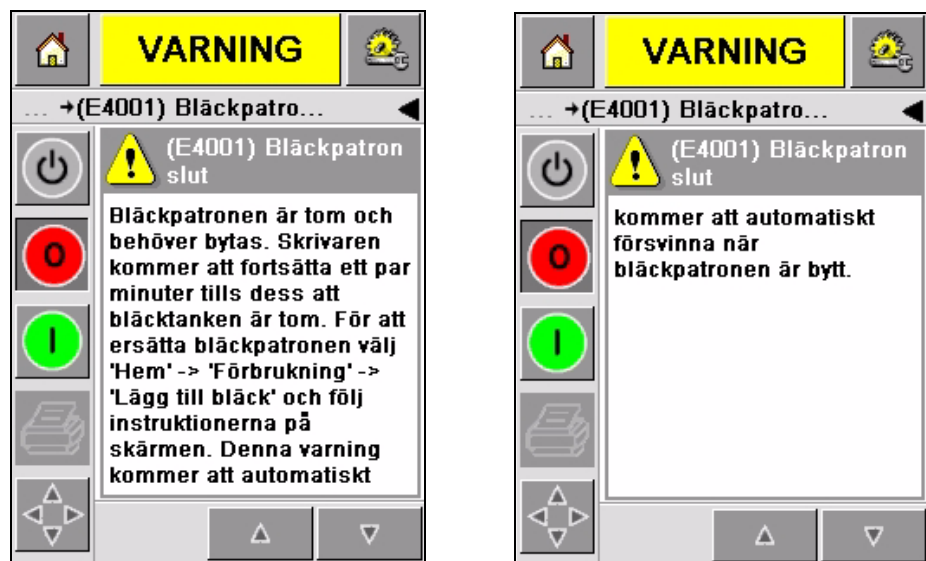 VARNING
... →(E4001) Bläckpatro...
(E4001) Bläckpatron
slut
Bläckpatronen är tom och
behöver bytas. Skrivaren
kommer att fortsätta ett par
minuter tills dess att
bläcktanken är tom. För att
ersätta bläckpatronen välj
'Hem' -> 'Förbrukning' ->
'Lägg till bläck' och följ
instruktionerna på
skärmen. Denna varning
kommer att automatiskt
VARNING
... →(E4001) Bläckpatro...
(E4001) Bläckpatron
slut
kommer att automatiskt
försvinna när
bläckpatronen är bytt.